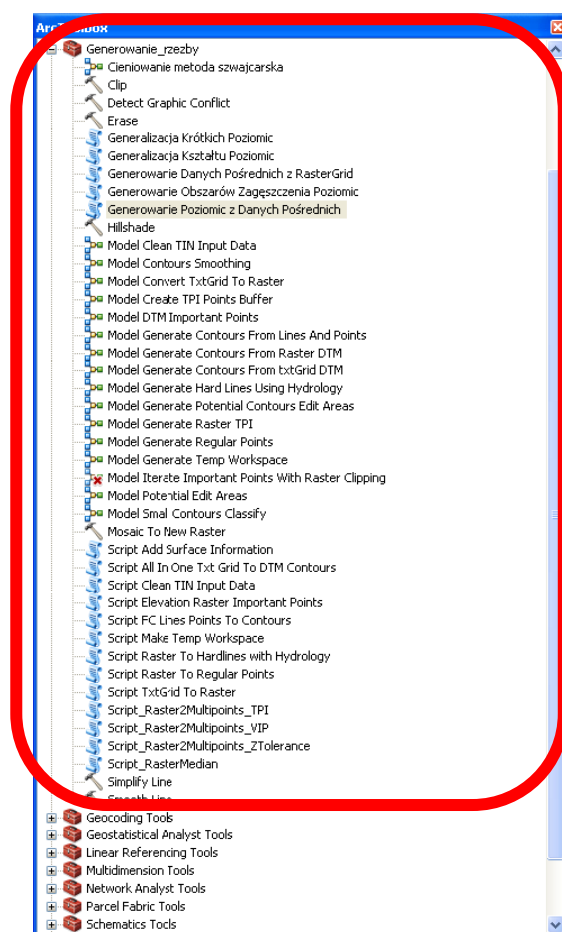 ArcToolbox
Generowanie_rzezby
Cieniowanie metoda szwajcarska
Clip
Detect Graphic Conflict
Erase
Generalizacja Krótkich Poziomic
Generalizacja Kształtu Poziomic
Generowanie Danych Pośrednich z RasterGrid
Generowanie Obszarów Zagęszczenia Poziomic
Generowanie Poziomic z Danych Pośrednich
Hillshade
Model Clean TIN Input Data
Model Contours Smoothing
Model Convert TxtGrid To Raster
Model Create TPI Points Buffer
Model DTM Important Points
Model Generate Contours From Lines And Points
Model Generate Contours From Raster DTM
Model Generate Contours From txtGrid DTM
Model Generate Hard Lines Using Hydrology
Model Generate Potential Contours Edit Areas
Model Generate Raster TPI
Model Generate Regular Points
Model Generate Temp Workspace
Model Iterate Important Points With Raster Clipping
Model Potential Edit Areas
Model Smal Contours Classify
Mosaic To New Raster
Script Add Surface Information
Script All In One Txt Grid To DTM Contours
Script Clean TIN Input Data
Script Elevation Raster Important Points
Script FC Lines Points To Contours
Script Make Temp Workspace
Script Raster To Hardlines with Hydrology
Script Raster To Regular Points
Script TxtGrid To Raster
Script_Raster2Multipoints_TPI
Script_Raster2Multipoints_VIP
Script_Raster2Multipoints_ZTolerance
Script_RasterMedian
Simplify Line
Smooth Line
Geocoding Tools
Geostatistical Analyst Tools
Linear Referencing Tools
Multidimension Tools
Network Analyst Tools
Parcel Fabric Tools
Schematics Tools